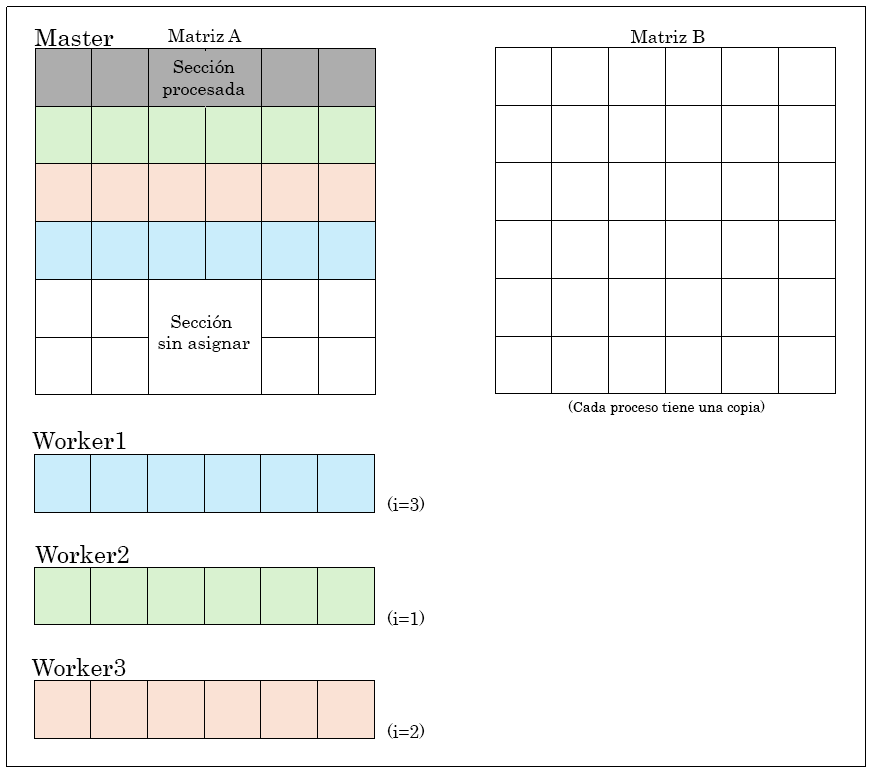 Master
Matriz A
Matriz B
Sección
procesada
Sección
sin asignar
(Cada proceso tiene una copia)
Worker1
(i=3)
Worker2
(i=1)
Worker3
(i=2)